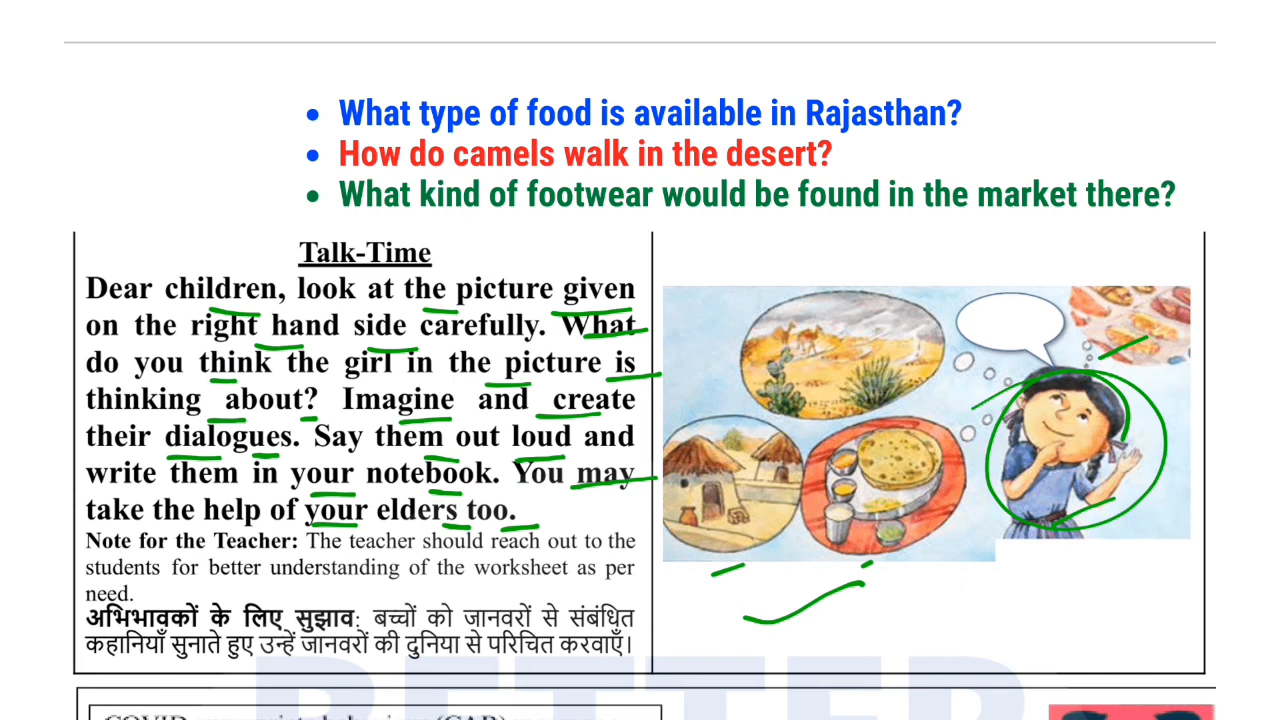 What type of food is available in Rajasthan?
How do camels walk in the desert?
What kind of footwear would be found in the market there?
Talk-Time
Dear children, look at the picture given
on the right hand side carefully. What
do you think the girl in the picture is
thinking about? Imagine and create
their dialogues. Say them out loud and
write them in your notebook. You may
take the help of your elders too.
Note for the Teacher: The teacher should reach out to the
students for better understanding of the worksheet as per
need.
अभिभावकों के लिए सुझाव: बच्चों को जानवरों से संबंधित
कहानियाँ सुनाते हुए उन्हें जानवरों की दुनिया से परिचित करवाएँ।
BETTER